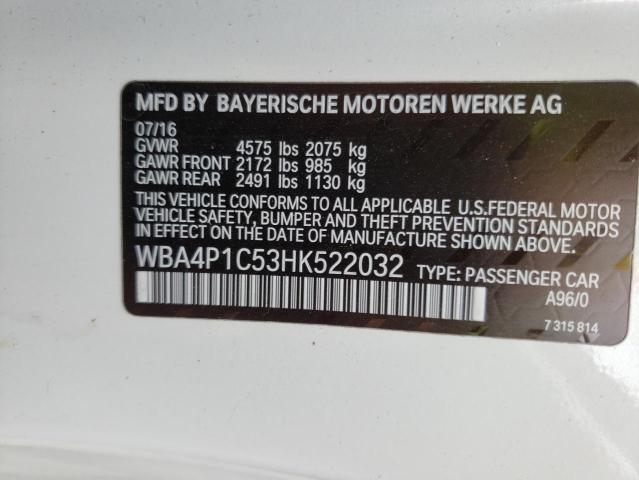 MFD BY BAYERISCHE MOTOREN WERKE AG
07/16
GVWR 4575 lbs 2075 kg
GAWR FRONT 2172 lbs 985 kg
GAWR REAR 2491 lbs 1130 kg
THIS VEHICLE CONFORMS TO ALL APPLICABLE U.S.FEDERAL MOTOR
VEHICLE SAFETY, BUMPER AND THEFT PREVENTION STANDARDS
IN EFFECT ON THE DATE OF MANUFACTURE SHOWN ABOVE.
WBA4P1C53HK522032 TYPE: PASSENGER CAR
A96/0
7 315 814